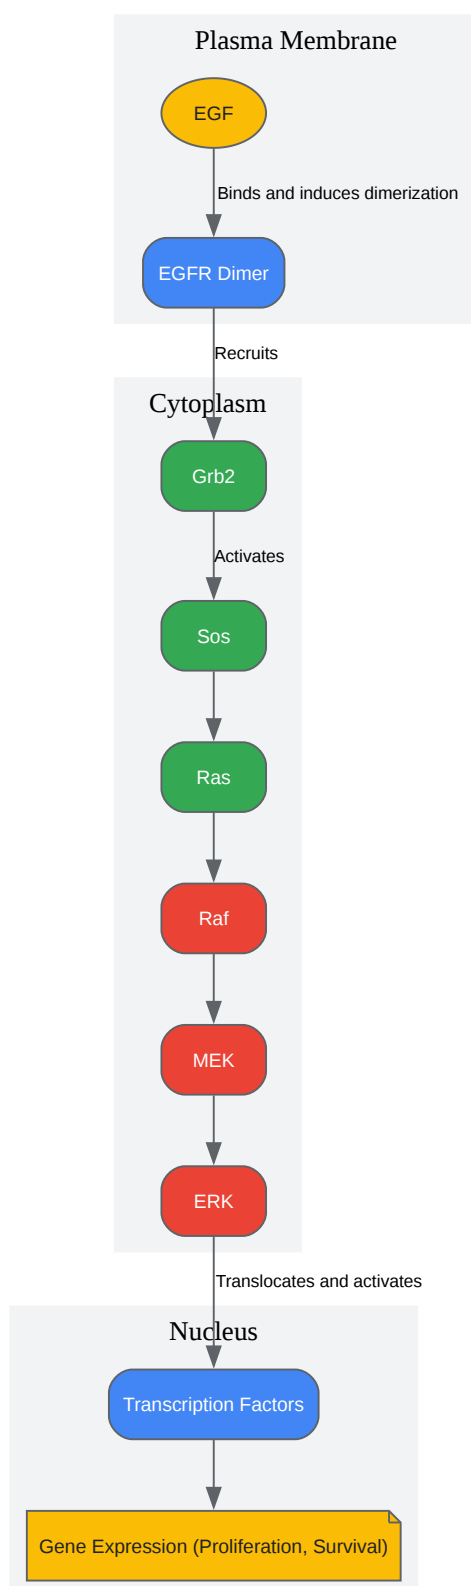 Plasma Membrane
EGF
Binds and induces dimerization
EGFR Dimer
Recruits
Cytoplasm
Grb2
Activates
Sos
Ras
Raf
MEK
ERK
Translocates and activates
Nucleus
Transcription Factors
Gene Expression (Proliferation, Survival)